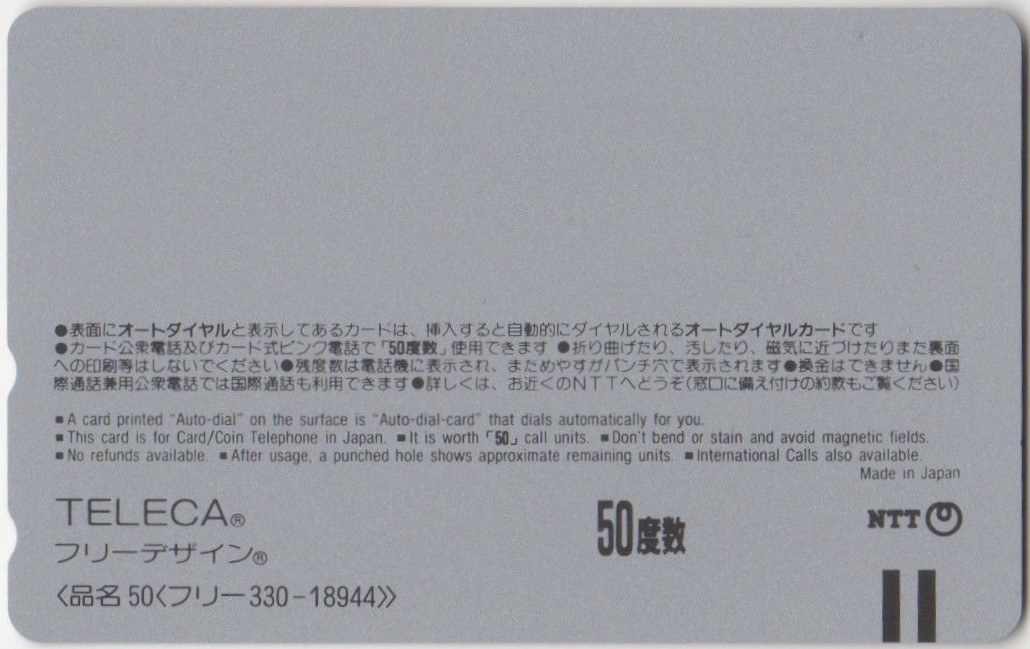 ●表面にオートダイヤルと表示してあるカードは、挿入すると自動的にダイヤルされるオートダイヤルカードです
●カード公衆電話及びカード式ピンク電話で「50度数」使用できます ●折り曲げたり、汚したり、磁気に近づけたりまた裏面
への印刷等はしないでください●残度数は電話機に表示され、まためやすがパンチ穴で表示されます●換金はできません●国
際通話兼用公衆電話では国際通話も利用できます●詳しくは、お近くのNTTへどうぞ(窓口に備え付けの約款もご覧ください)
■A card printed "Auto-dial" on the surface is "Auto-dial-card" that dials automatically for you.
■This card is for Card/Coin Telephone in Japan. ■It is worth「50」call units. ■Don't bend or stain and avoid magnetic fields.
■No refunds available. ■After usage, a punched hole shows approximate remaining units. ■International Calls also available.
Made in Japan
TELECA®
フリーデザイン®
50度数
NTT
〈品名 50〈フリー330-18944〉〉